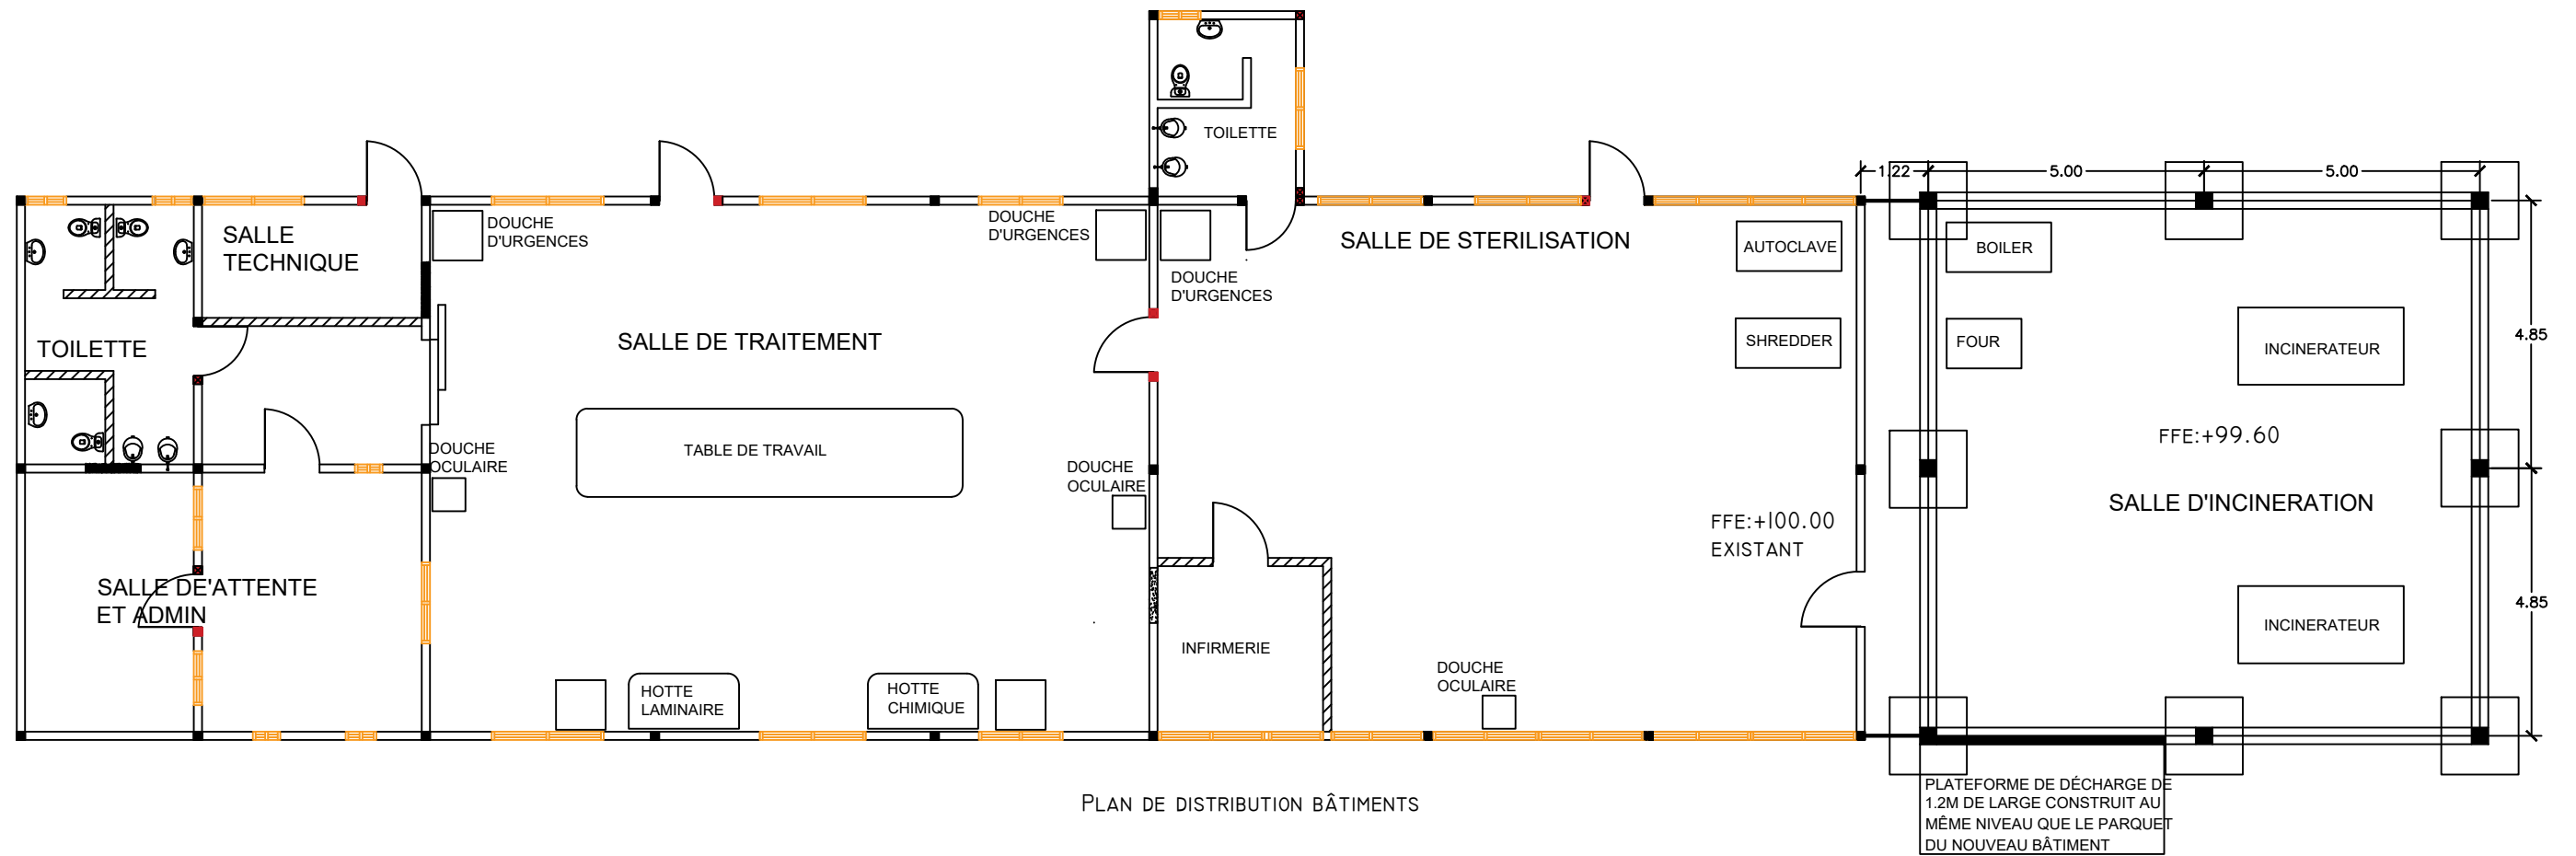 TOILETTE
1.22
5.00
5.00
SALLE
TECHNIQUE
DOUCHE
D'URGENCES
DOUCHE
D'URGENCES
DOUCHE
D'URGENCES
SALLE DE STERILISATION
AUTOCLAVE
BOILER
TOILETTE
SALLE DE TRAITEMENT
SHREDDER
FOUR
INCINERATEUR
4.85
TABLE DE TRAVAIL
DOUCHE
OCULAIRE
DOUCHE
OCULAIRE
FFE:+99.60
SALLE D'INCINERATION
FFE:+100.00
EXISTANT
SALLE DE'ATTENTE
ET ADMIN
INFIRMERIE
INCINERATEUR
4.85
HOTTE
LAMINAIRE
HOTTE
CHIMIQUE
DOUCHE
OCULAIRE
PLAN DE DISTRIBUTION BÂTIMENTS
PLATEFORME DE DÉCHARGE DE
1.2M DE LARGE CONSTRUIT AU
MÊME NIVEAU QUE LE PARQUET
DU NOUVEAU BÂTIMENT